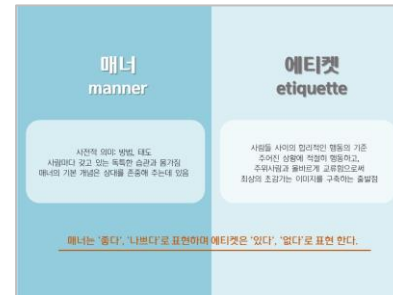 매너
manner
사전적 의미: 방법, 태도
사람마다 갖고 있는 독특한 습관과 몸가짐
매너의 기본 개념은 상대를 존중해 주는데 있음
에티켓
etiquette
사람들 사이의 합리적인 행동의 기준
주어진 상황에 적절히 행동하고,
주위사람과 올바르게 교류함으로써
최상의 호감가는 이미지를 구축하는 출발점
매너는 '좋다', '나쁘다'로 표현하며 에티켓은 '있다', '없다'로 표현 한다.